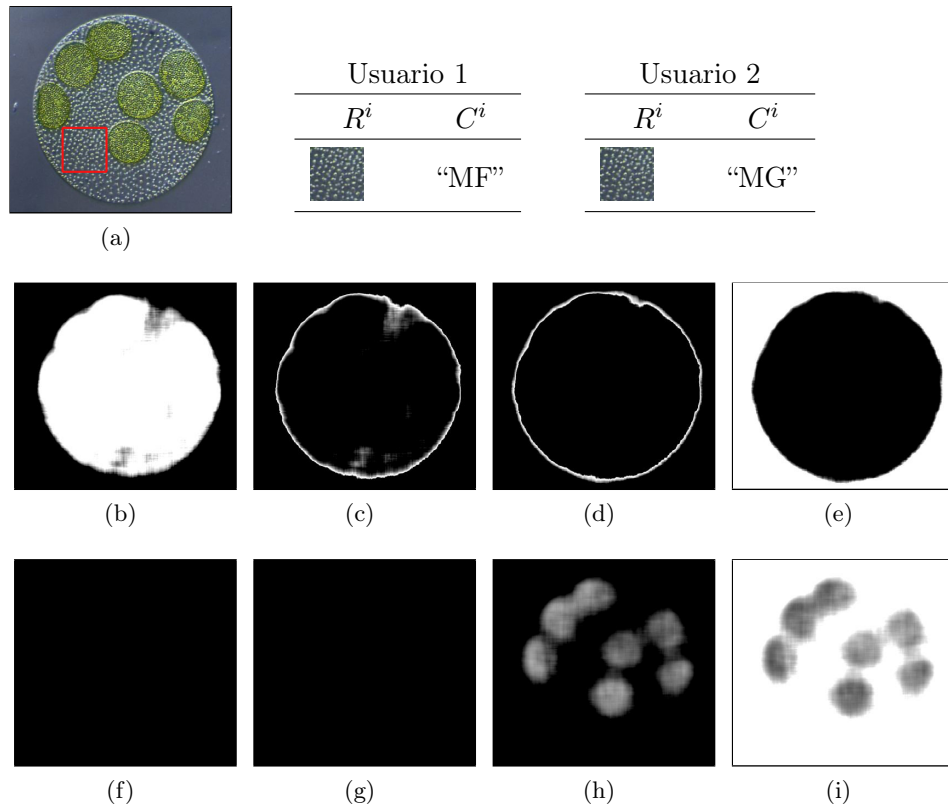 Usuario 1 Usuario 2
R^i C^i R^i C^i
“MF” “MG”
(a)
(b) (c) (d) (e)
(f) (g) (h) (i)